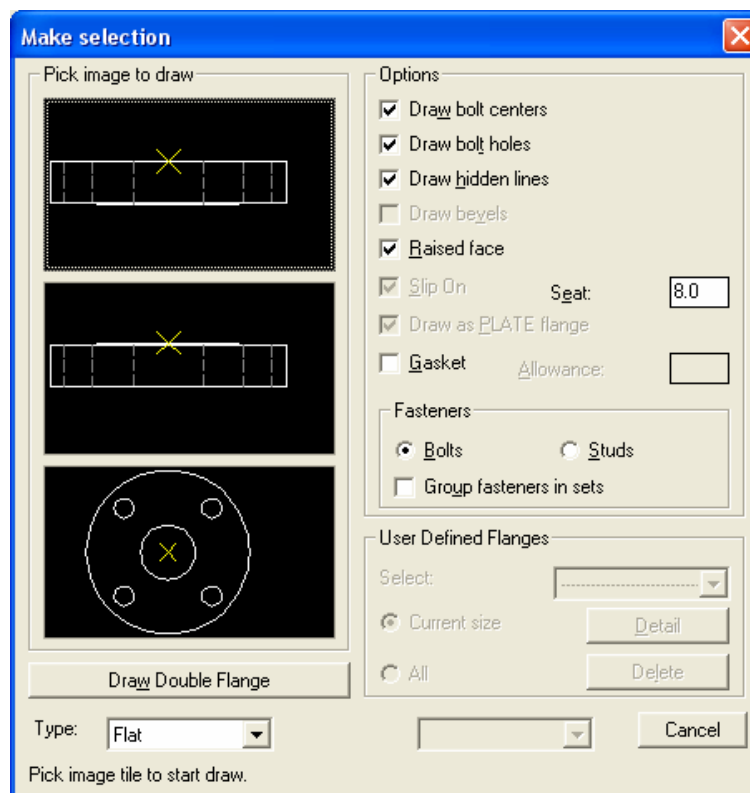 Make selection
Pick image to draw
Options
Draw bolt centers
Draw bolt holes
Draw hidden lines
Draw bevels
Raised face
Slip On Seat: 8.0
Draw as PLATE flange
Gasket Allowance:
Fasteners
Bolts Studs
Group fasteners in sets
User Defined Flanges
Select: ------------------------
Current size Detail
All Delete
Draw Double Flange
Type: Flat Cancel
Pick image tile to start draw.